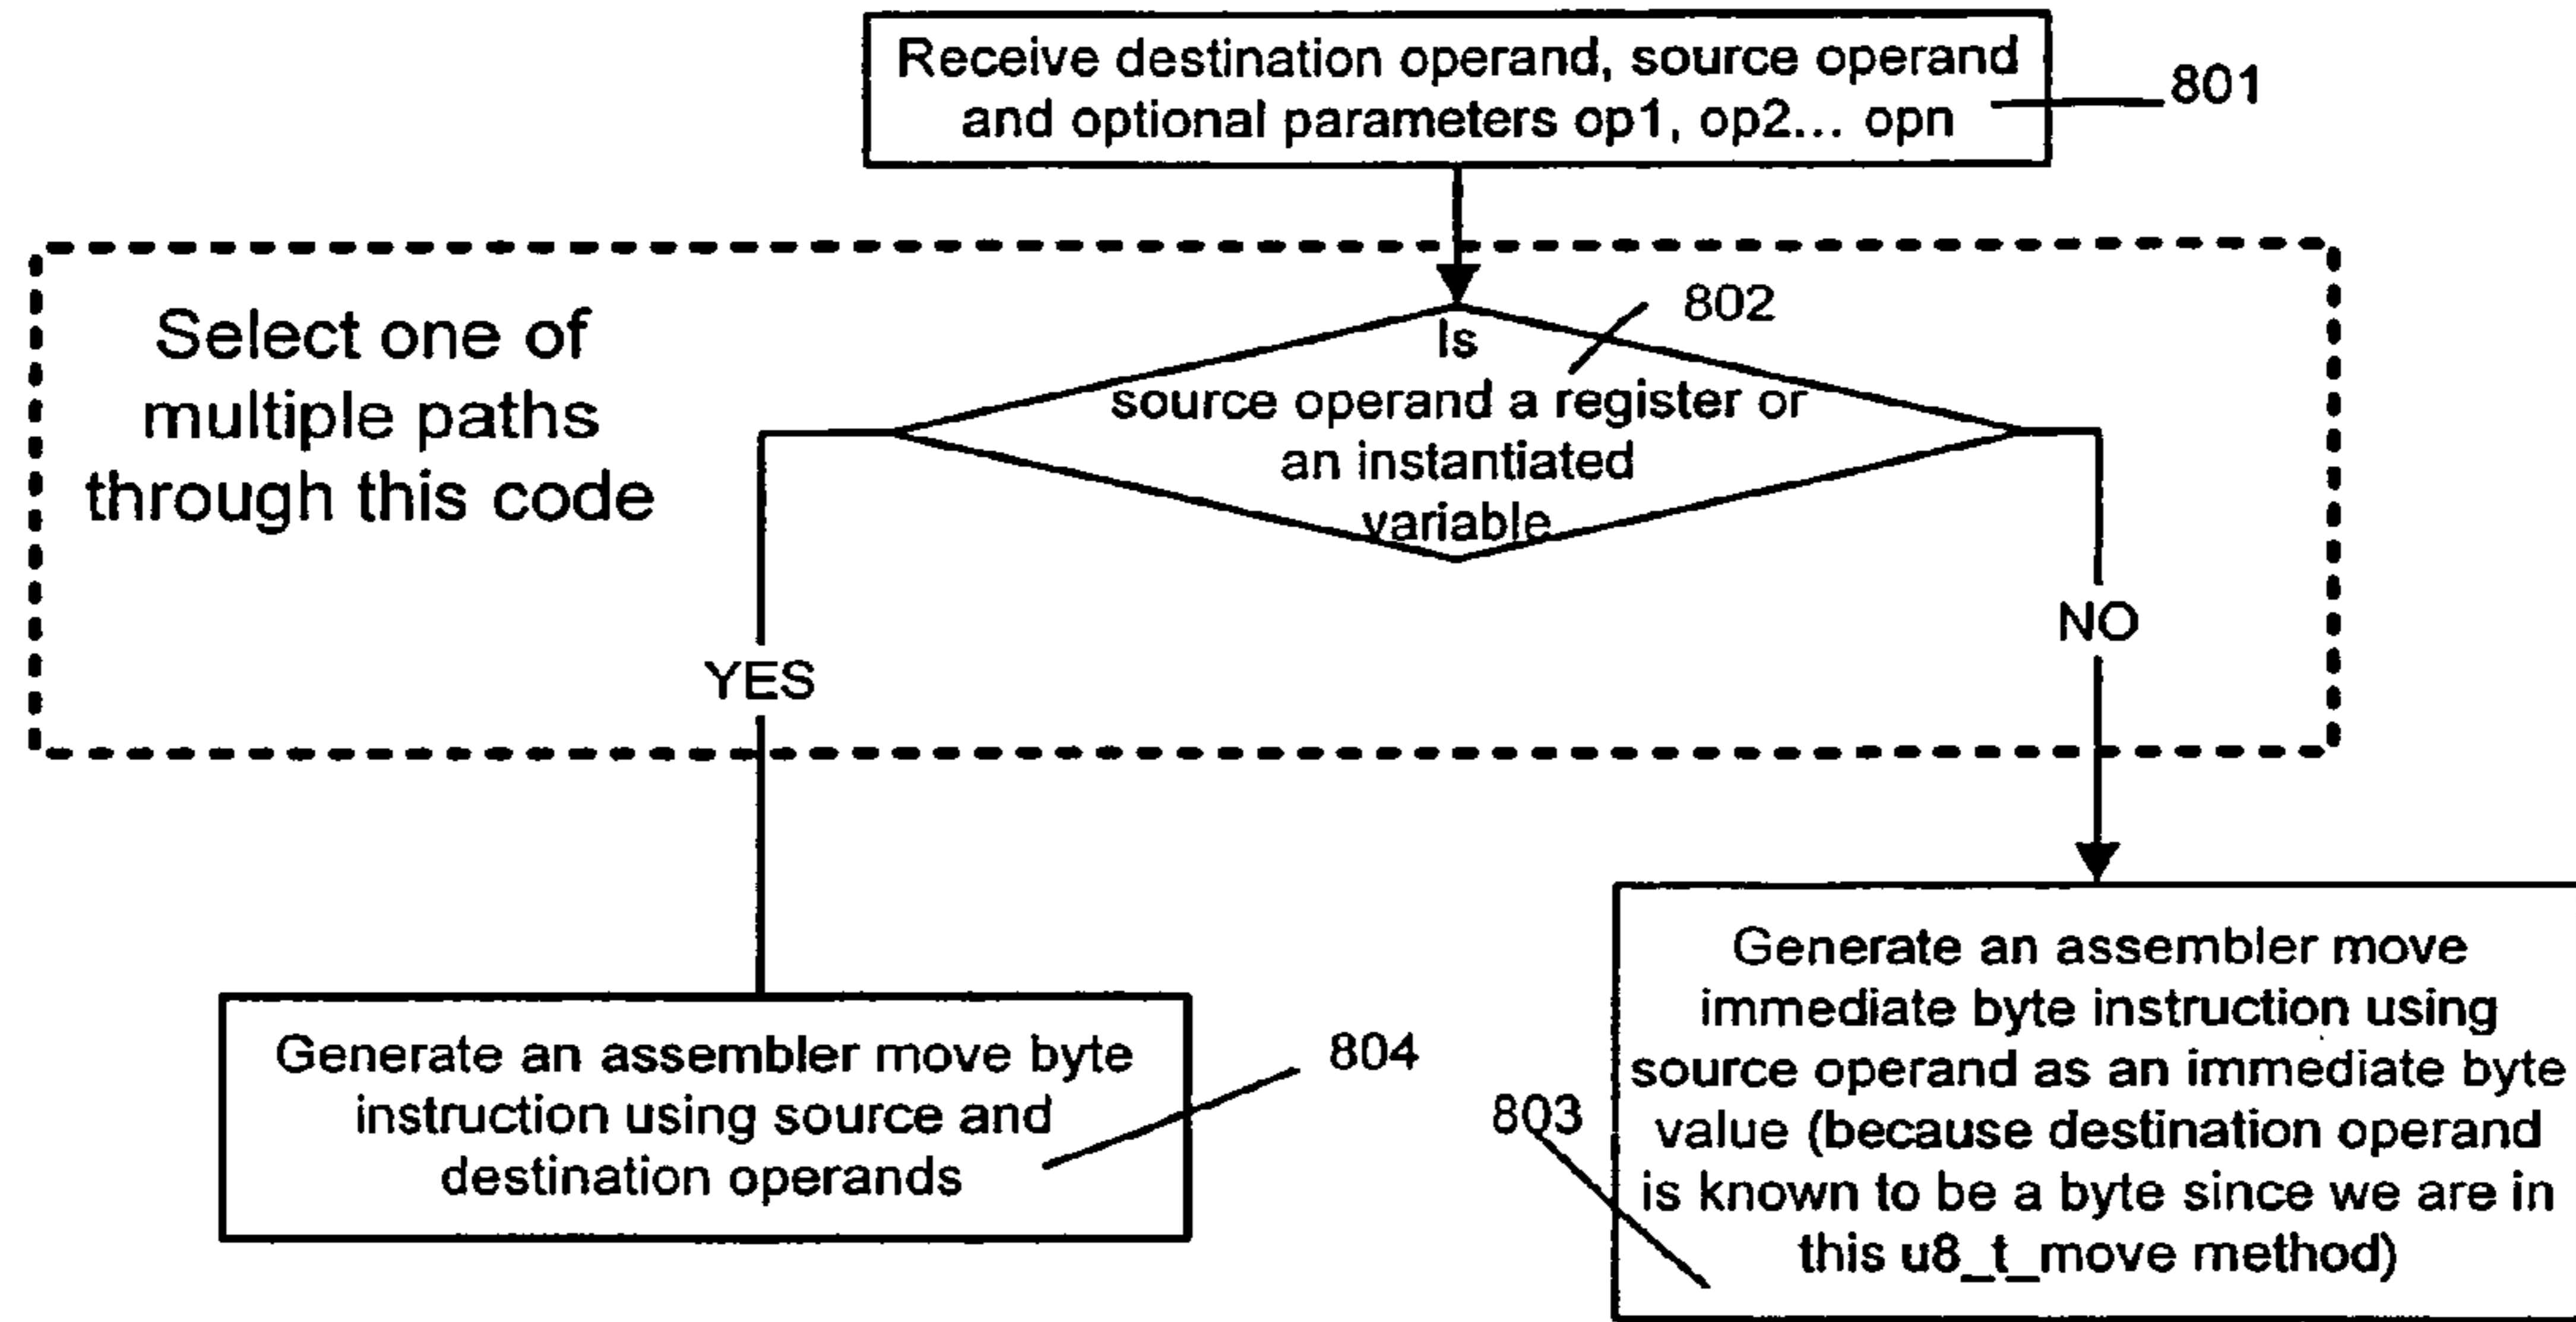 Receive destination operand, source operand
and optional parameters op1, op2... opn
801
802
Select one of
multiple paths
through this code
Is
source operand a register or
an instantiated
variable
YES
NO
Generate an assembler move byte
instruction using source and
destination operands
804
803
Generate an assembler move
immediate byte instruction using
source operand as an immediate byte
value (because destination operand
is known to be a byte since we are in
this u8_t_move method)